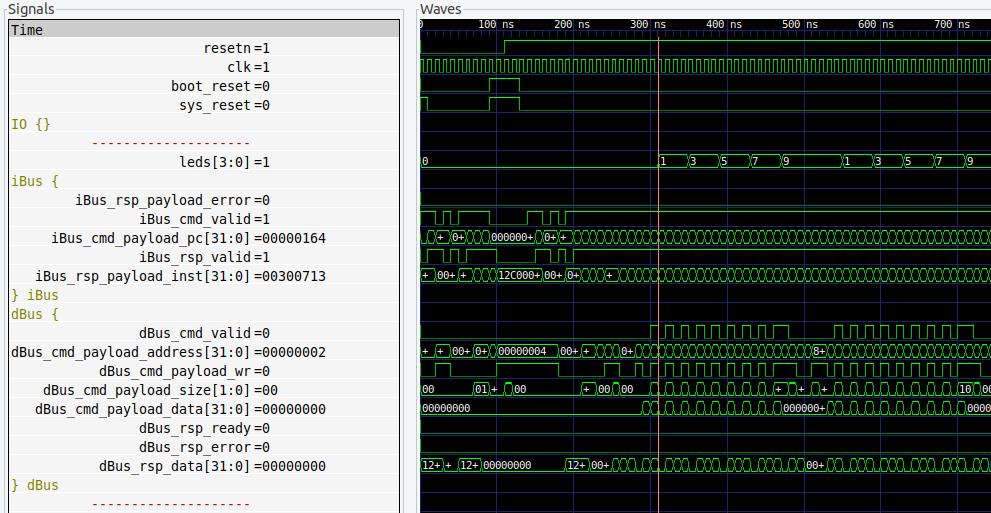 Signals
Time
resetn=1
clk=1
boot_reset=0
sys_reset=0
IO {}
leds[3:0]=1
iBus {
iBus_rsp_payload_error=0
iBus_cmd_valid=1
iBus_cmd_payload_pc[31:0]=00000164
iBus_rsp_valid=1
iBus_rsp_payload_inst[31:0]=00300713
} iBus
dBus {
dBus_cmd_valid=0
dBus_cmd_payload_address[31:0]=00000002
dBus_cmd_payload_wr=0
dBus_cmd_payload_size[1:0]=00
dBus_cmd_payload_data[31:0]=00000000
dBus_rsp_ready=0
dBus_rsp_error=0
dBus_rsp_data[31:0]=00000000
} dBus
Waves
0 100 ns 200 ns 300 ns 400 ns 500 ns 600 ns 700 ns
0 1 3 5 7 9 1 3 5 7 9
+ 0+ 000000+ 0+ +
+ 00+ + 12C000+ 00+ 0+ +
+ + 00+ 0+ 00000004 00+ + 0+ 8+
00 01 + 00 + 00 00 + + + 10 00
00000000 000000+ 0000
12+ + 12+ 00000000 12+ 00+ 00+